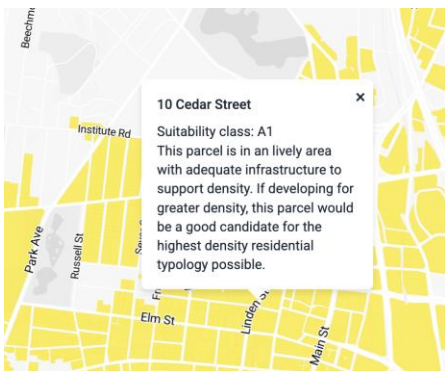 Beechmo
10 Cedar Street
×
Institute Rd
Suitability class: A1
This parcel is in an lively area
with adequate infrastructure to
support density. If developing for
greater density, this parcel would
be a good candidate for the
highest density residential
typology possible.
Park Ave
Russell St
Elm St
Linden
Main St